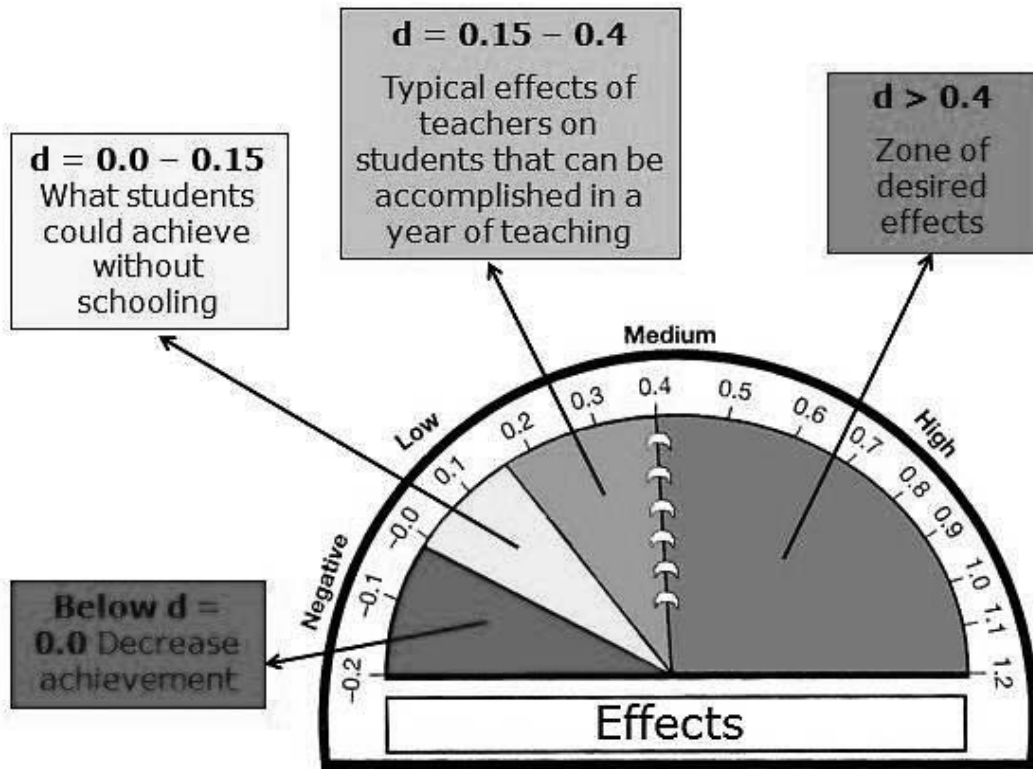 d = 0.15 – 0.4
Typical effects of
teachers on
students that can be
accomplished in a
year of teaching
d > 0.4
Zone of
desired
effects
d = 0.0 – 0.15
What students
could achieve
without
schooling
Below d =
0.0 Decrease
achievement
Negative
Low
Medium
High
–0.2
–0.1
–0.0
0.1
0.2
0.3
0.4
0.5
0.6
0.7
0.8
0.9
1.0
1.1
1.2
Effects